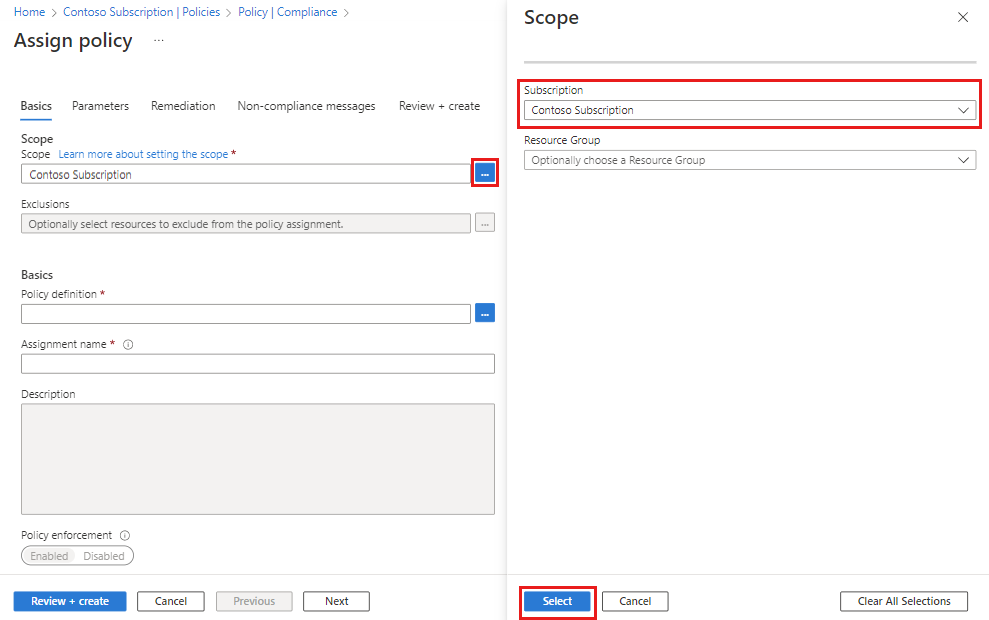 Home > Contoso Subscription | Policies > Policy | Compliance >
Assign policy ...
Basics Parameters Remediation Non-compliance messages Review + create
Scope
Scope Learn more about setting the scope *
Contoso Subscription ...
Exclusions
Optionally select resources to exclude from the policy assignment. ...
Basics
Policy definition *
...
Assignment name *
Description
Policy enforcement
Enabled Disabled
Review + create Cancel Previous Next
Scope
Subscription
Contoso Subscription
Resource Group
Optionally choose a Resource Group
Select Cancel Clear All Selections